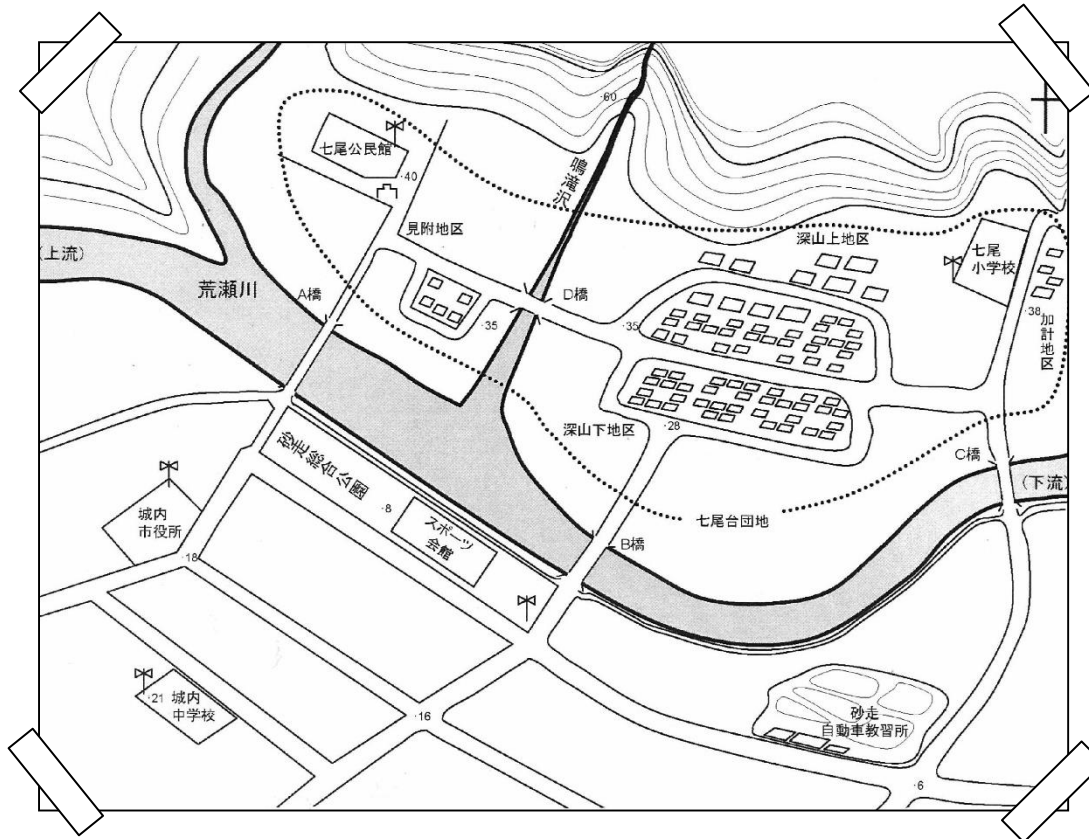 ・60
七尾公民館
・40
鳴滝沢
見附地区
深山上地区
七尾
小学校
(上流)
荒瀬川
A橋
D橋
・35
・35
・38
加計地区
深山下地区
・28
C橋
(下流)
砂走総合公園
七尾台団地
・8
スポーツ
会館
B橋
城内
市役所
・18
・21 城内
中学校
・16
砂走
自動車教習所
・6